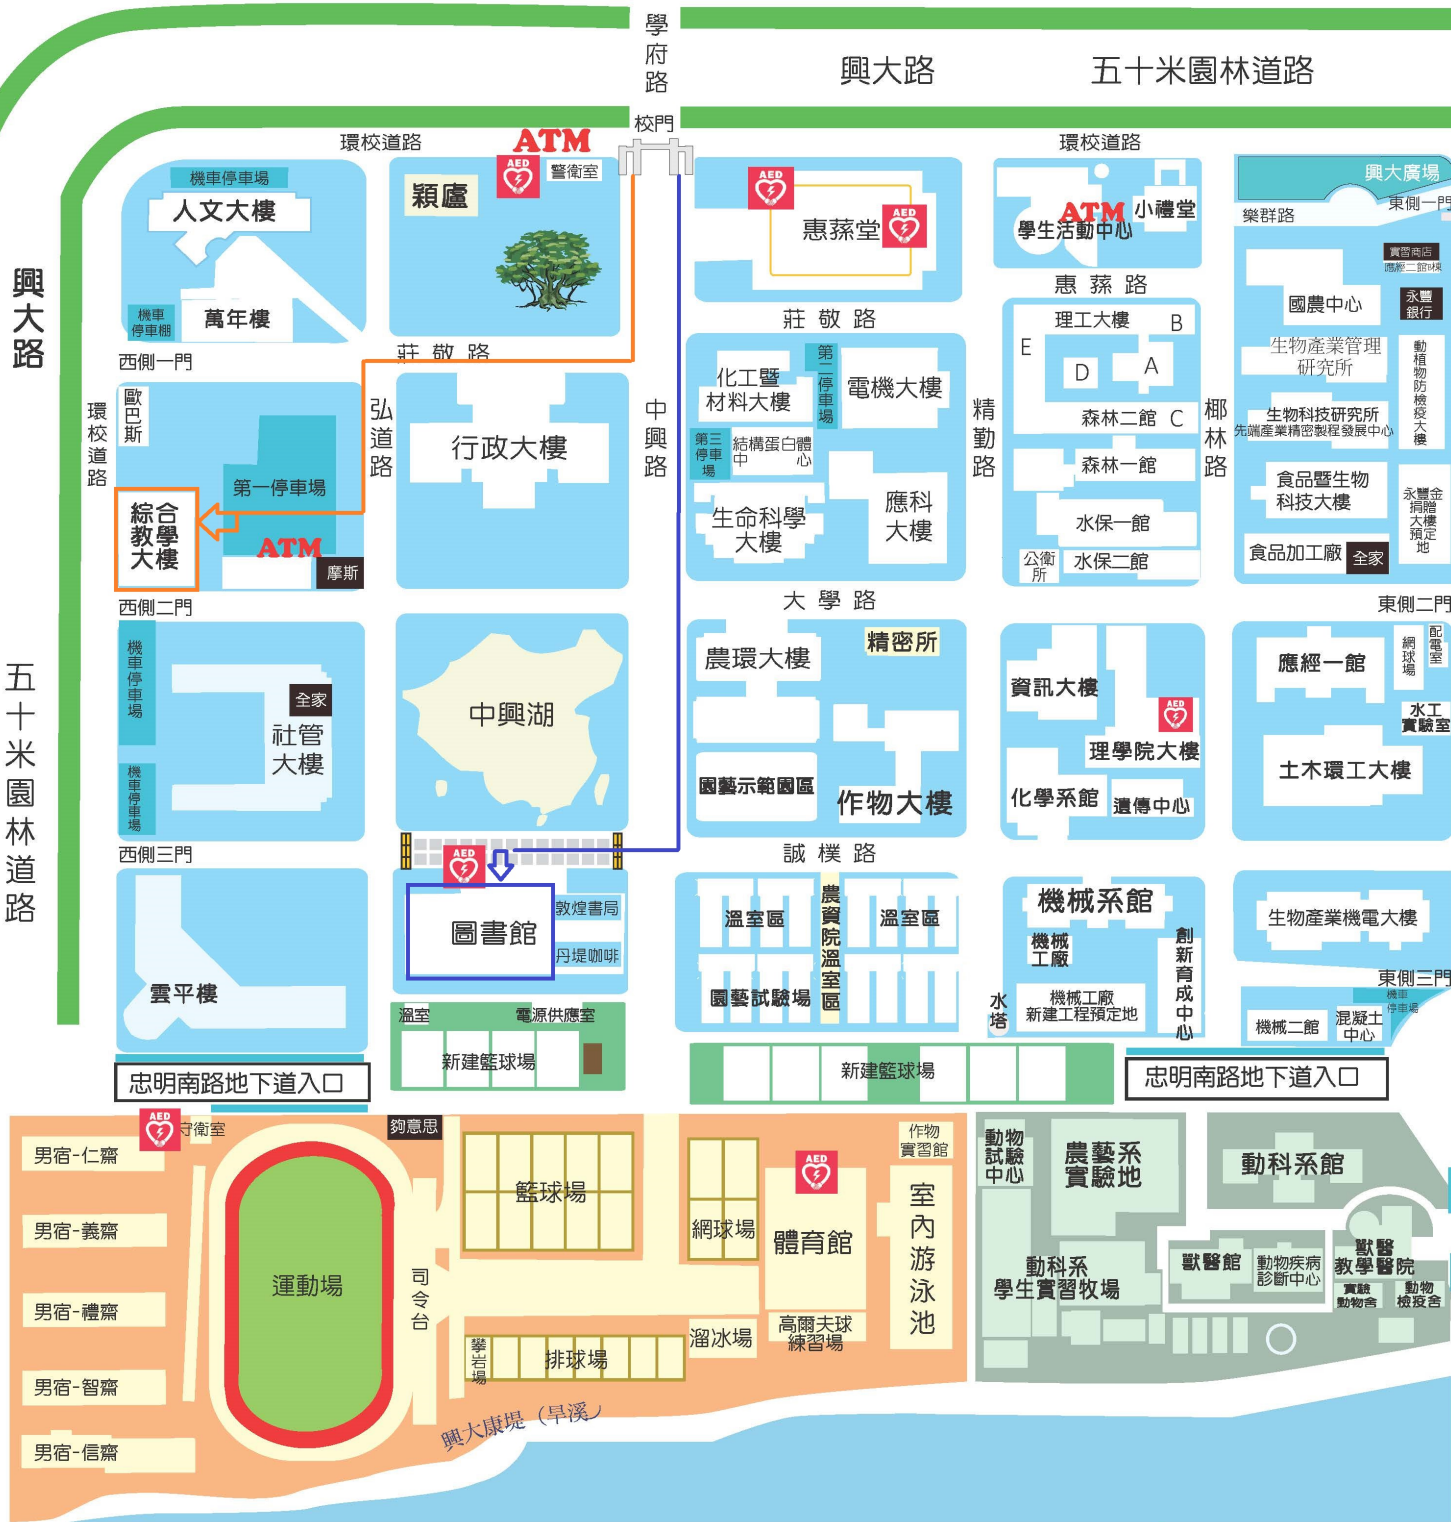 學府路
興大路
五十米園林道路
校門
環校道路
ATM
環校道路
AED
警衛室
穎廬
機車停車場
人文大樓
機車
停車棚
萬年樓
西側一門
興大路
AED
惠蓀堂
AED
ATM
學生活動中心
小禮堂
興大廣場
樂群路
東側一門
實習商店
應經二館B棟
國農中心
永豐
銀行
惠蓀路
莊敬路
莊敬路
理工大樓
B
E
D
A
森林二館 C
森林一館
水保一館
公衛所
水保二館
生物產業管理
研究所
動植物防檢疫大樓
生物科技研究所
先端產業精密製程發展中心
食品暨生物
科技大樓
永豐金
捐贈
大樓
預定
地
食品加工廠
全家
歐巴斯
環校道路
弘道路
行政大樓
中興路
第一停車場
綜合
教學
大樓
ATM
摩斯
化工暨
材料大樓
第二停車場
電機大樓
第三
停車
場
結構蛋白體
中心
生命科學
大樓
應科
大樓
精勤路
椰林路
西側二門
大學路
東側二門
五十米園林道路
機車停車場
全家
社管
大樓
機車停車場
中興湖
農環大樓
精密所
園藝示範園區
作物大樓
資訊大樓
AED
理學院大樓
化學系館
遺傳中心
應經一館
網球場
配電室
水工
實驗室
土木環工大樓
西側三門
誠樸路
AED
圖書館
敦煌書局
丹堤咖啡
雲平樓
溫室區
溫室區
農資院溫室區
園藝試驗場
機械系館
機械
工廠
創新育成中心
水塔
機械工廠
新建工程預定地
生物產業機電大樓
東側三門
機車
停車場
機械二館
混凝土
中心
溫室
電源供應室
新建籃球場
新建籃球場
忠明南路地下道入口
忠明南路地下道入口
AED
守衛室
夠意思
男宿-仁齋
男宿-義齋
男宿-禮齋
男宿-智齋
男宿-信齋
運動場
司令台
籃球場
網球場
AED
體育館
作物
實習館
室內游泳池
攀岩場
排球場
溜冰場
高爾夫球
練習場
興大康堤（旱溪）
動物
試驗
中心
農藝系
實驗地
動科系館
動科系
學生實習牧場
獸醫館
動物疾病
診斷中心
獸醫
教學醫院
實驗
動物舍
動物
檢疫舍